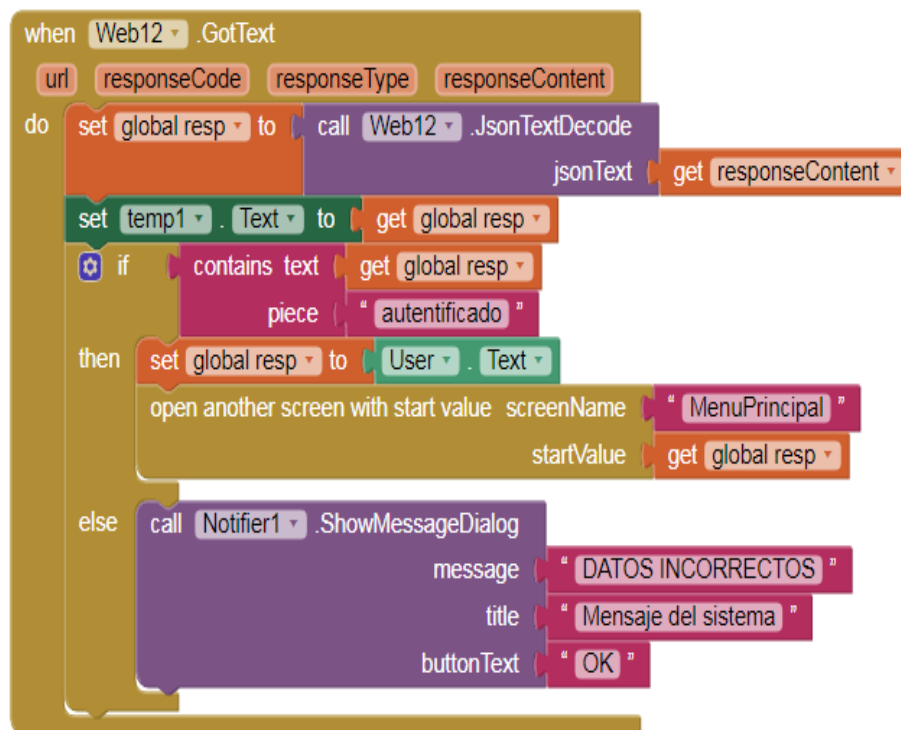 when Web12 .GotText
url responseCode responseType responseContent
do set global resp to call Web12 .JsonTextDecode
jsonText get responseContent
set temp1 . Text to get global resp
if contains text get global resp
piece " autentificado "
then set global resp to User . Text
open another screen with start value screenName " MenuPrincipal "
startValue get global resp
else call Notifier1 .ShowMessageDialog
message " DATOS INCORRECTOS "
title " Mensaje del sistema "
buttonText " OK "